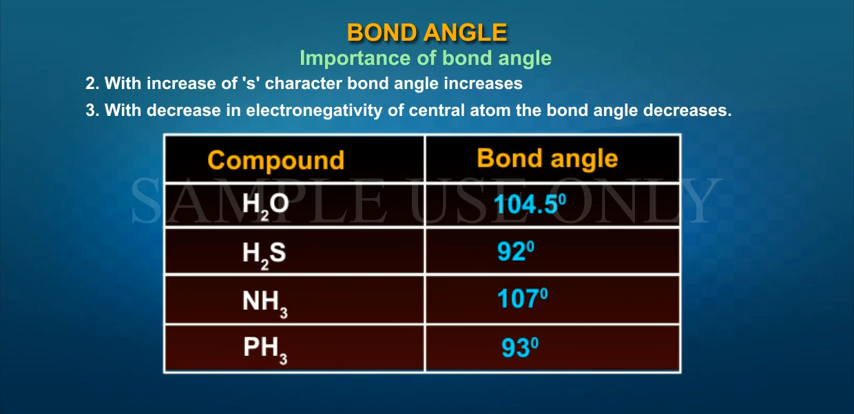 BOND ANGLE
Importance of bond angle
2. With increase of 's' character bond angle increases
3. With decrease in electronegativity of central atom the bond angle decreases.
Compound Bond angle
SAMPLE USE ONLY
H₂O 104.5⁰
H₂S 92⁰
NH₃ 107⁰
PH₃ 93⁰